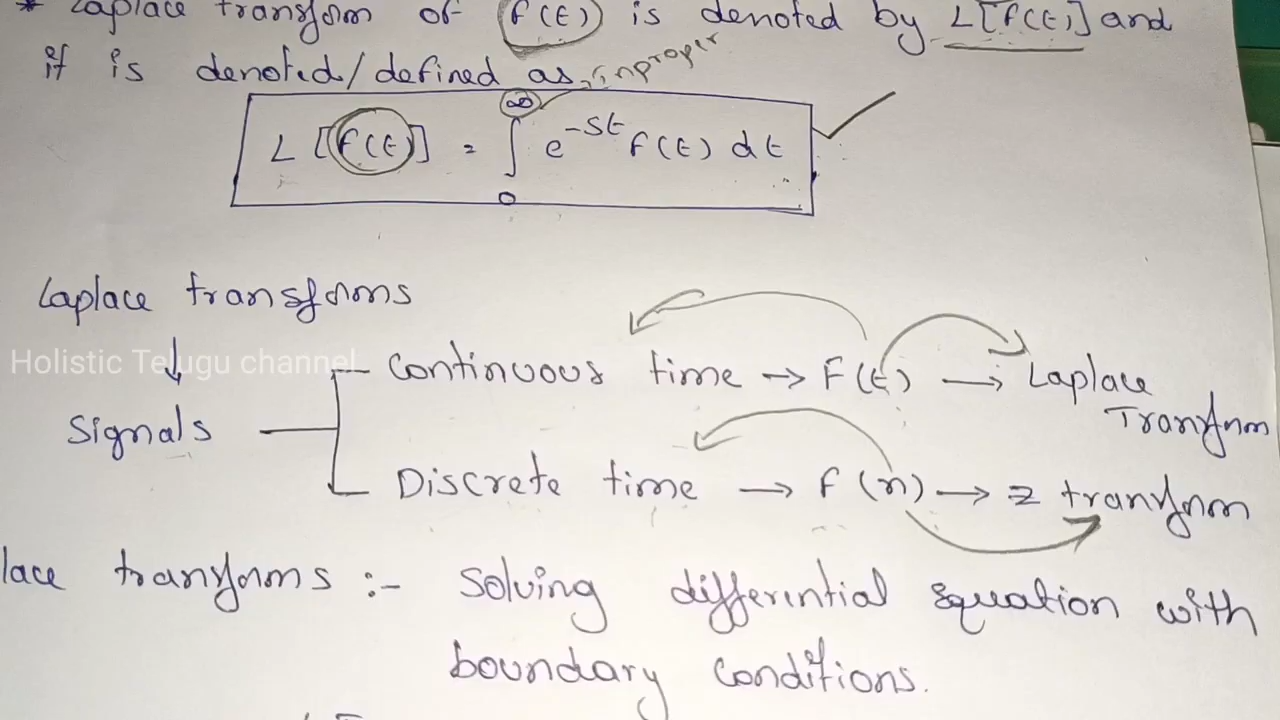 * Laplace transform of f(t) is denoted by L[f(t)] and
it is denoted/defined as, improper
L[f(t)] = ∫₀^∞ e^-st f(t) dt
Laplace transforms
Holistic Telugu channel
Continuous time → F(t) → Laplace Transform
Signals
Discrete time → f(n) → z transform
lace transforms :- Solving differential equation with
boundary conditions.